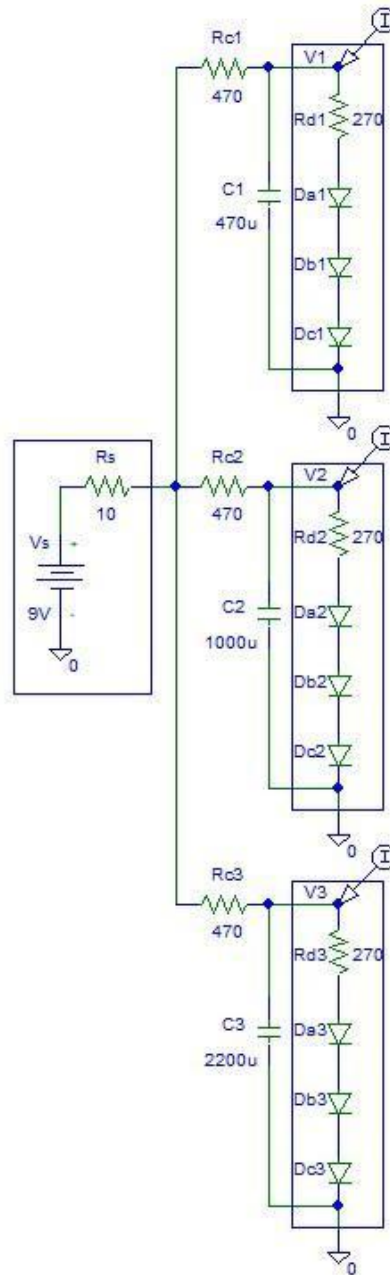 I
Rc1
V1
470
Rd1 270
C1
470u
Da1
Db1
Dc1
0
I
Rs
Rc2
V2
10
470
Rd2 270
Vs +
C2
1000u
Da2
9V -
0
Db2
Dc2
0
I
Rc3
V3
470
Rd3 270
C3
2200u
Da3
Db3
Dc3
0